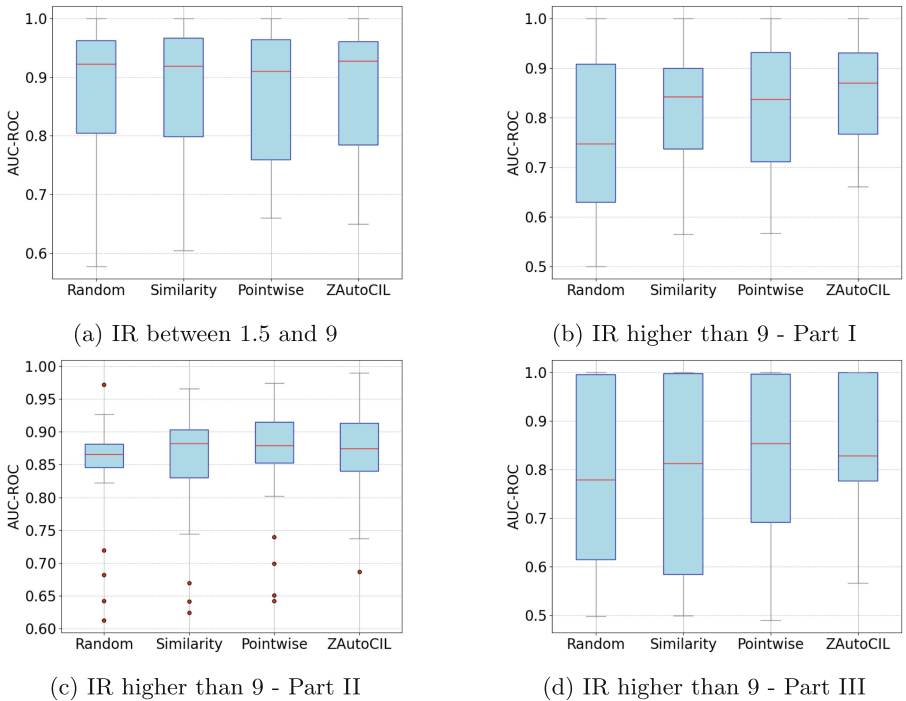 AUC-ROC
1.0
0.9
0.8
0.7
0.6
Random Similarity Pointwise ZAutoCIL
(a) IR between 1.5 and 9
AUC-ROC
1.0
0.9
0.8
0.7
0.6
0.5
Random Similarity Pointwise ZAutoCIL
(b) IR higher than 9 - Part I
AUC-ROC
1.00
0.95
0.90
0.85
0.80
0.75
0.70
0.65
0.60
Random Similarity Pointwise ZAutoCIL
(c) IR higher than 9 - Part II
AUC-ROC
1.0
0.9
0.8
0.7
0.6
0.5
Random Similarity Pointwise ZAutoCIL
(d) IR higher than 9 - Part III